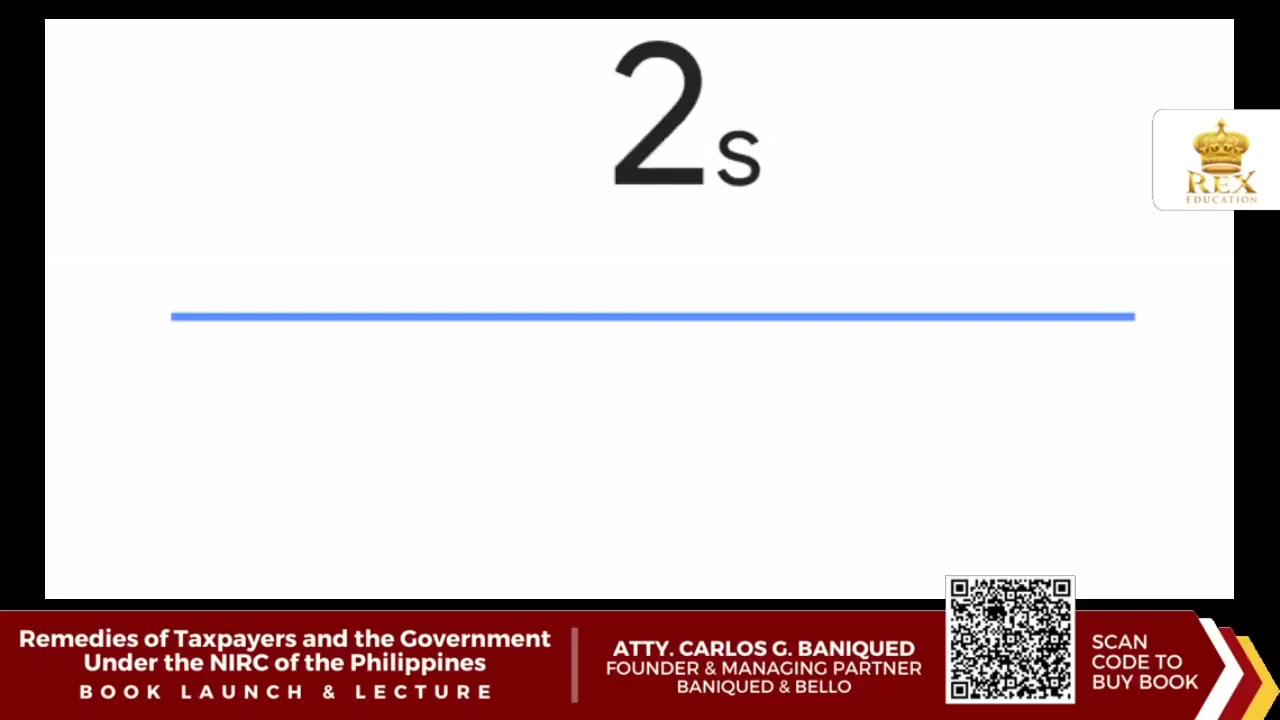 2s
REX
EDUCATION
Remedies of Taxpayers and the Government
Under the NIRC of the Philippines
BOOK LAUNCH & LECTURE
ATTY. CARLOS G. BANIQUED
FOUNDER & MANAGING PARTNER
BANIQUED & BELLO
SCAN
CODE TO
BUY BOOK